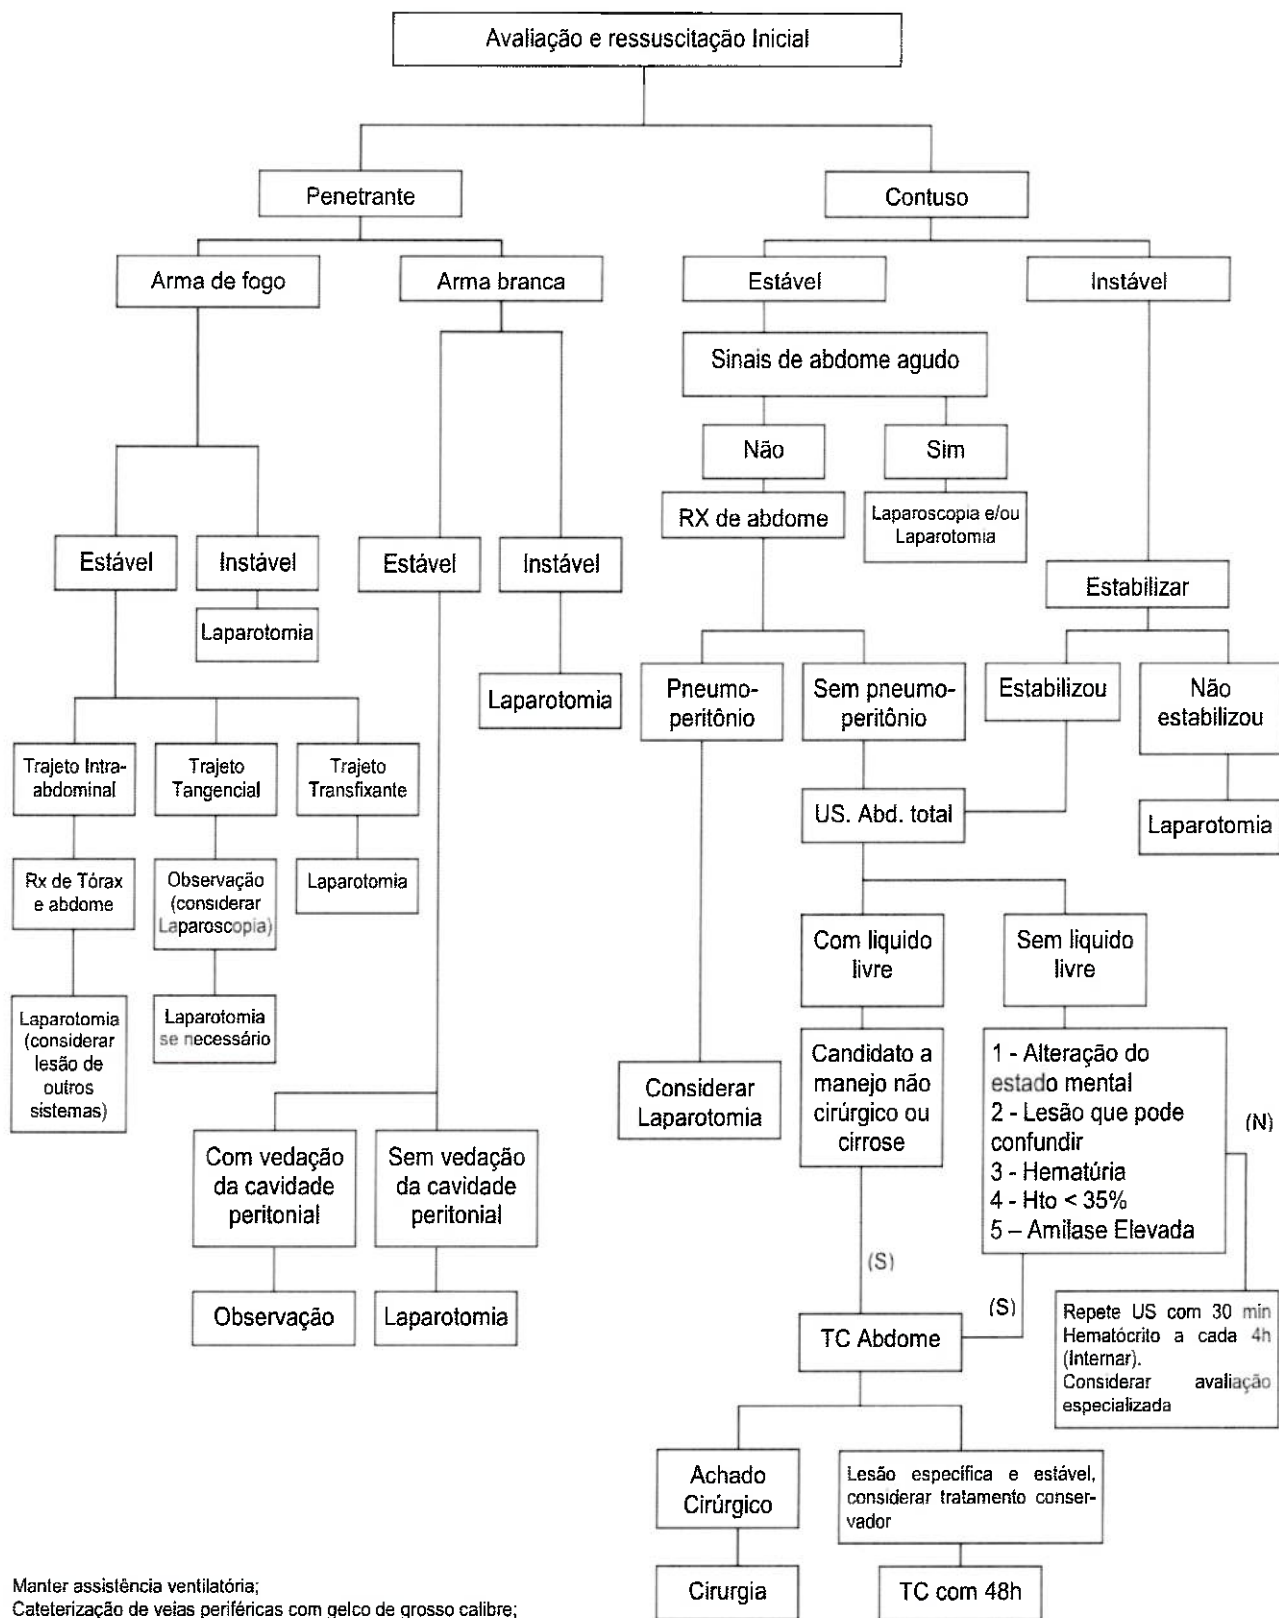 Avaliação e ressuscitação Inicial
Penetrante
Contuso
Arma de fogo
Arma branca
Estável
Instável
Sinais de abdome agudo
Não
Sim
RX de abdome
Laparoscopia e/ou
Laparotomia
Estável
Instável
Estável
Instável
Estabilizar
Laparotomia
Laparotomia
Pneumo-
peritônio
Sem pneumo-
peritônio
Estabilizou
Não
estabilizou
Trajeto Intra-
abdominal
Trajeto
Tangencial
Trajeto
Transfixante
US. Abd. total
Laparotomia
Rx de Tórax
e abdome
Observação
(considerar
Laparoscopia)
Laparotomia
Com liquido
livre
Sem liquido
livre
Laparotomia
(considerar
lesão de
outros
sistemas)
Laparotomia
se necessário
Considerar
Laparotomia
Candidato a
manejo não
cirúrgico ou
cirrose
1 - Alteração do
estado mental
2 - Lesão que pode
confundir
3 - Hematúria
4 - Hto < 35%
5 – Amilase Elevada
(N)
Com vedação
da cavidade
peritonial
Sem vedação
da cavidade
peritonial
(S)
(S)
Observação
Laparotomia
TC Abdome
Repete US com 30 min
Hematócrito a cada 4h
(Internar).
Considerar avaliação
especializada
Achado
Cirúrgico
Lesão específica e estável,
considerar tratamento conser-
vador
Cirurgia
TC com 48h
Manter assistência ventilatória;
Cateterização de veias periféricas com gelco de grosso calibre;